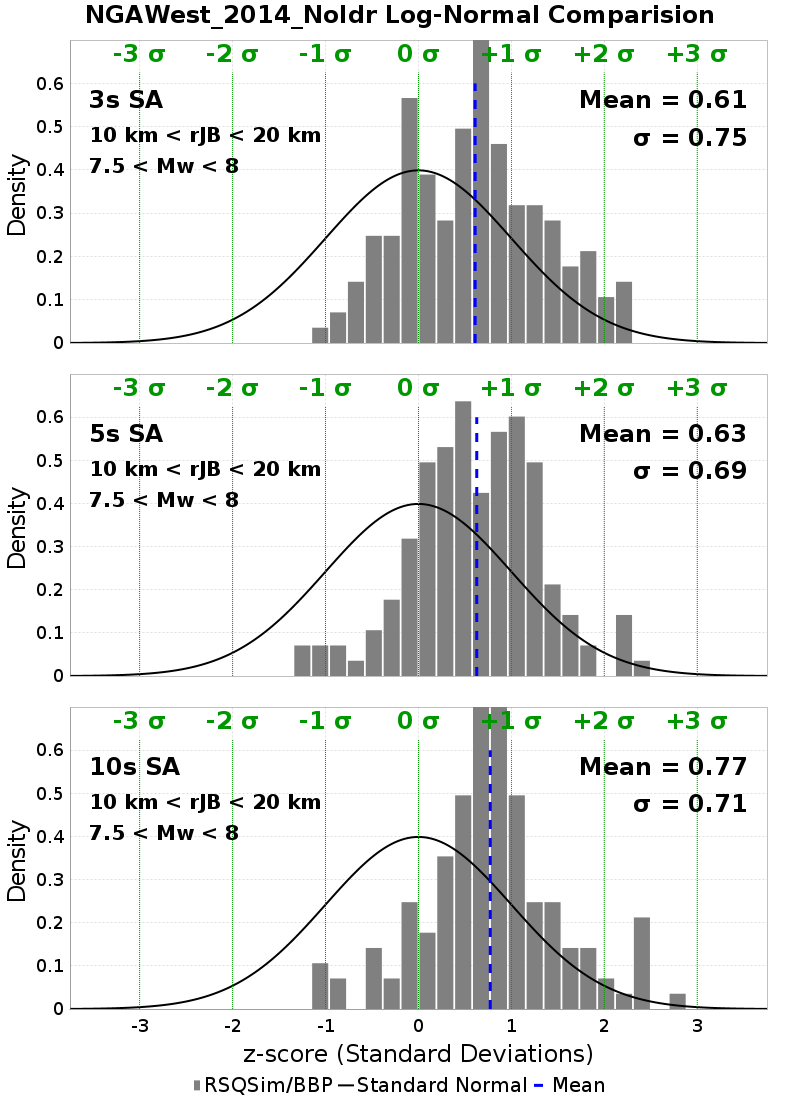 NGAWest_2014_NoIdr Log-Normal Comparision
-3 σ -2 σ -1 σ 0 σ +1 σ +2 σ +3 σ
3s SA
Mean = 0.61
10 km < rJB < 20 km
σ = 0.75
7.5 < Mw < 8
Density
0.6
0.5
0.4
0.3
0.2
0.1
0
-3 σ -2 σ -1 σ 0 σ +1 σ +2 σ +3 σ
5s SA
Mean = 0.63
10 km < rJB < 20 km
σ = 0.69
7.5 < Mw < 8
Density
0.6
0.5
0.4
0.3
0.2
0.1
0
-3 σ -2 σ -1 σ 0 σ +1 σ +2 σ +3 σ
10s SA
Mean = 0.77
10 km < rJB < 20 km
σ = 0.71
7.5 < Mw < 8
Density
0.6
0.5
0.4
0.3
0.2
0.1
0
-3 -2 -1 0 1 2 3
z-score (Standard Deviations)
RSQSim/BBP Standard Normal Mean